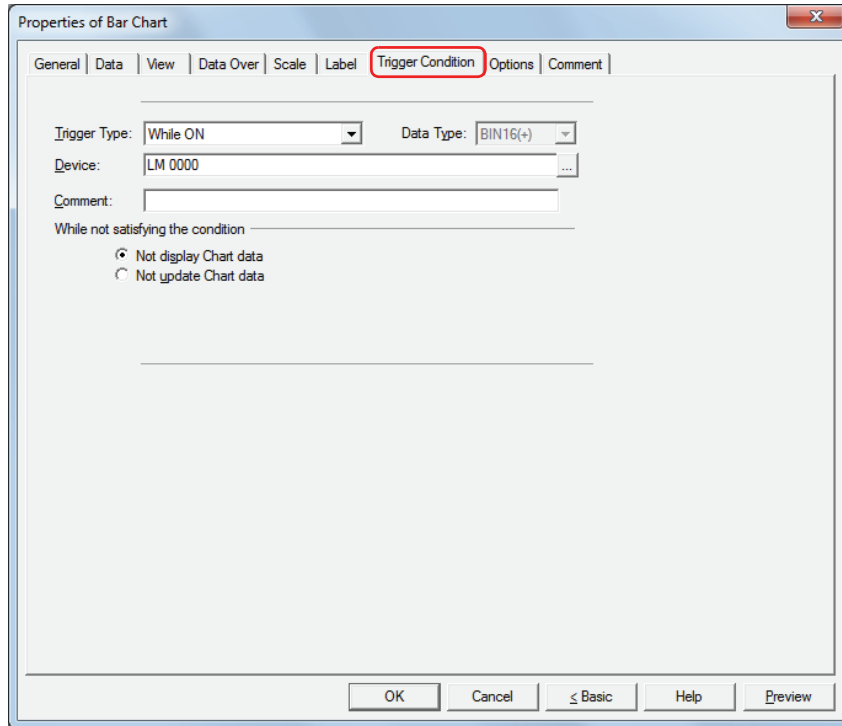 Properties of Bar Chart
General Data View Data Over Scale Label Trigger Condition Options Comment
Trigger Type: While ON Data Type: BIN16(+)
Device: LM 0000 ...
Comment:
While not satisfying the condition
Not display Chart data
Not update Chart data
OK Cancel < Basic Help Preview